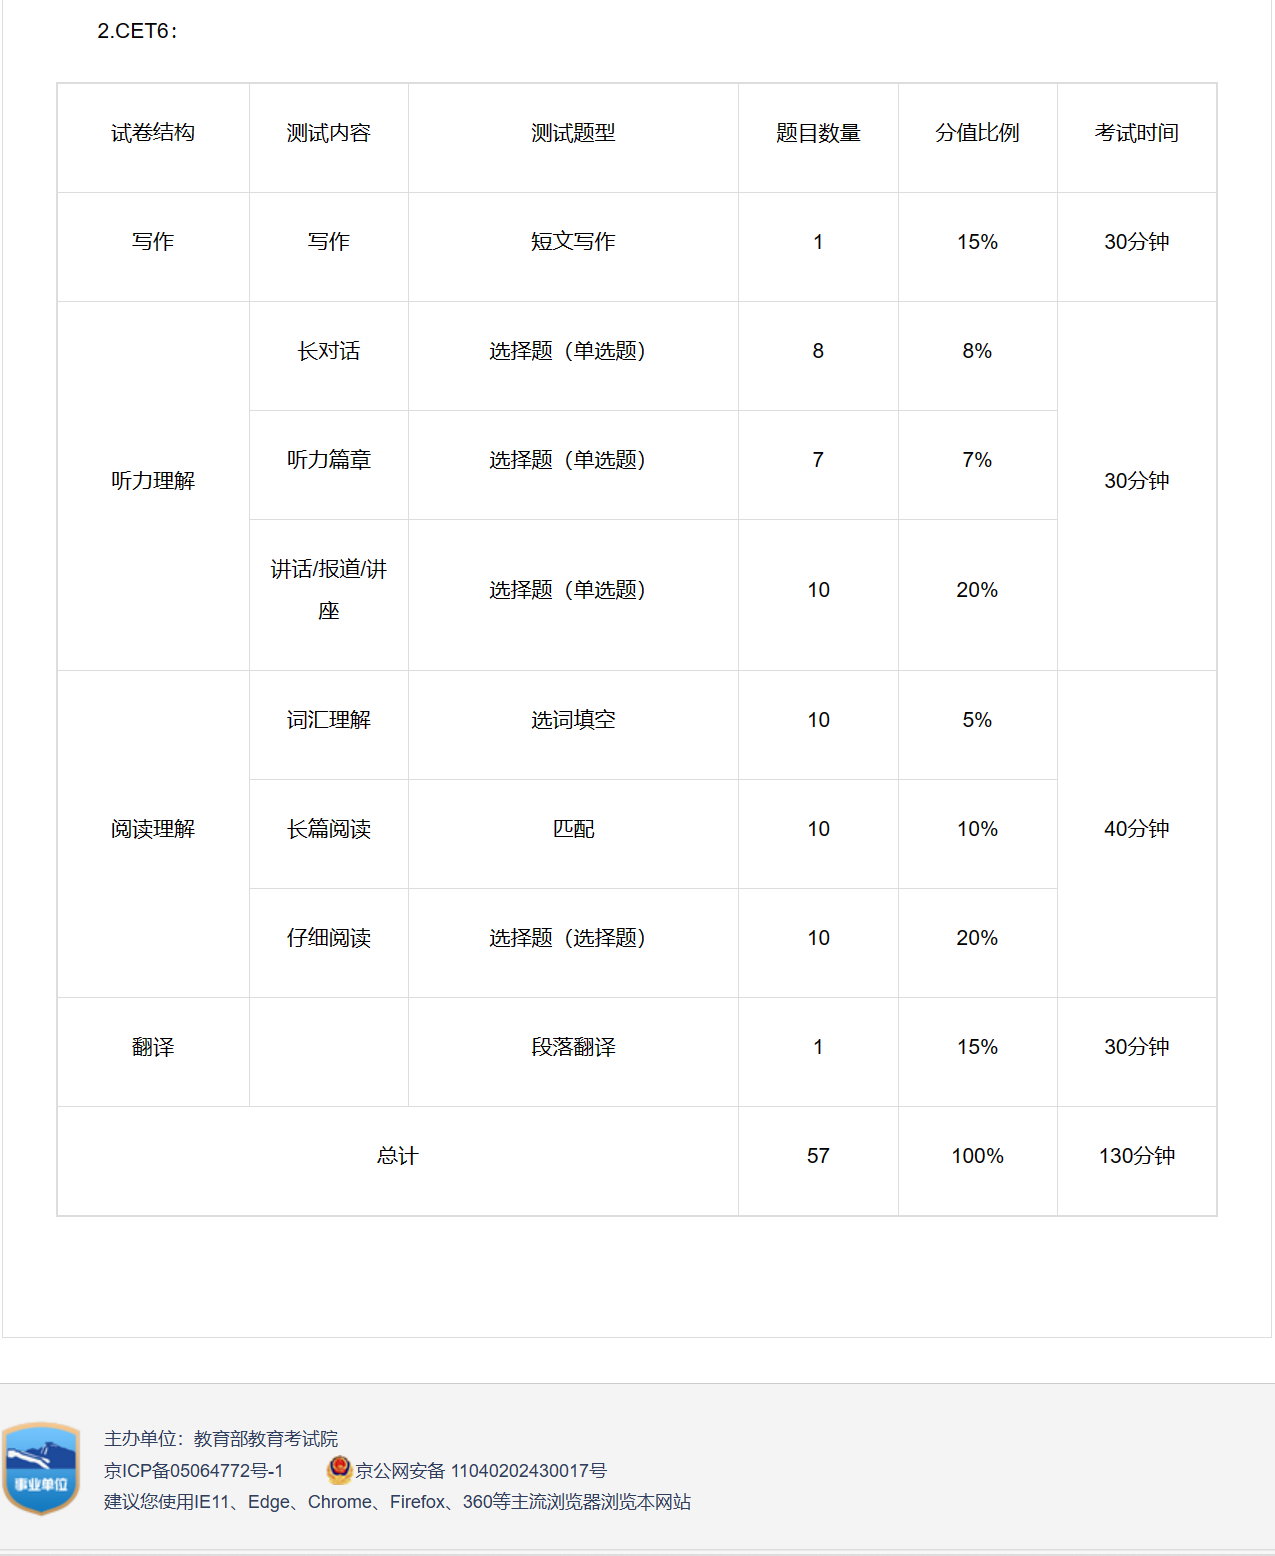 2.CET6：
试卷结构 测试内容 测试题型 题目数量 分值比例 考试时间
写作 写作 短文写作 1 15% 30分钟
听力理解 长对话 选择题（单选题） 8 8% 30分钟
听力篇章 选择题（单选题） 7 7%
讲话/报道/讲
座 选择题（单选题） 10 20%
阅读理解 词汇理解 选词填空 10 5% 40分钟
长篇阅读 匹配 10 10%
仔细阅读 选择题（选择题） 10 20%
翻译 段落翻译 1 15% 30分钟
总计 57 100% 130分钟
事业单位
主办单位：教育部教育考试院
京ICP备05064772号-1 京公网安备 11040202430017号
建议您使用IE11、Edge、Chrome、Firefox、360等主流浏览器浏览本网站